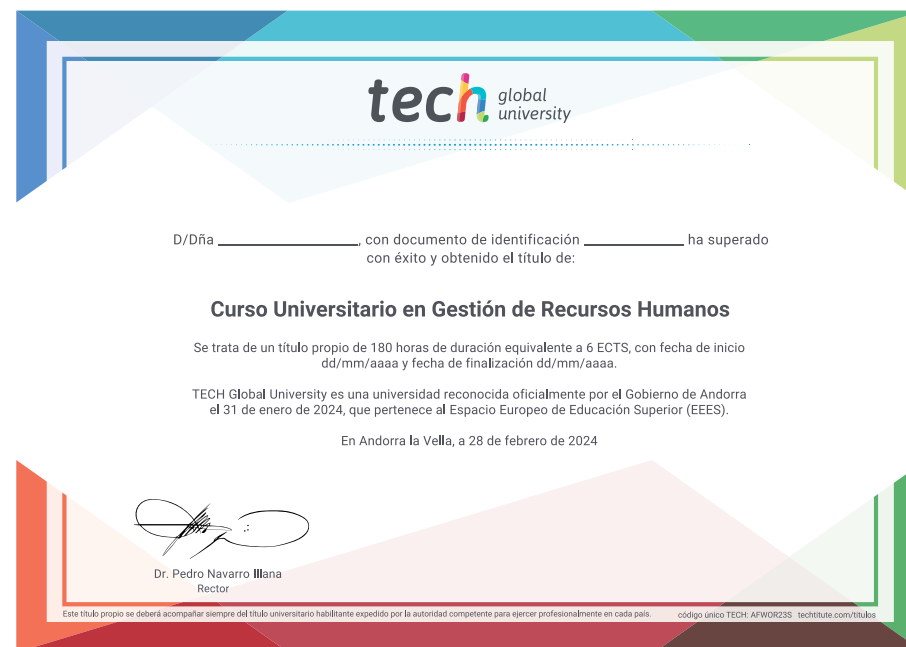 tech global university
D/Dña ______________, con documento de identificación __________ ha superado
con éxito y obtenido el título de:
Curso Universitario en Gestión de Recursos Humanos
Se trata de un título propio de 180 horas de duración equivalente a 6 ECTS, con fecha de inicio
dd/mm/aaaa y fecha de finalización dd/mm/aaaa.
TECH Global University es una universidad reconocida oficialmente por el Gobierno de Andorra
el 31 de enero de 2024, que pertenece al Espacio Europeo de Educación Superior (EEES).
En Andorra la Vella, a 28 de febrero de 2024
Dr. Pedro Navarro Illana
Rector
Este título propio se deberá acompañar siempre del título universitario habilitante expedido por la autoridad competente para ejercer profesionalmente en cada país. código único TECH: AFWOR23S techtitute.com/titulos